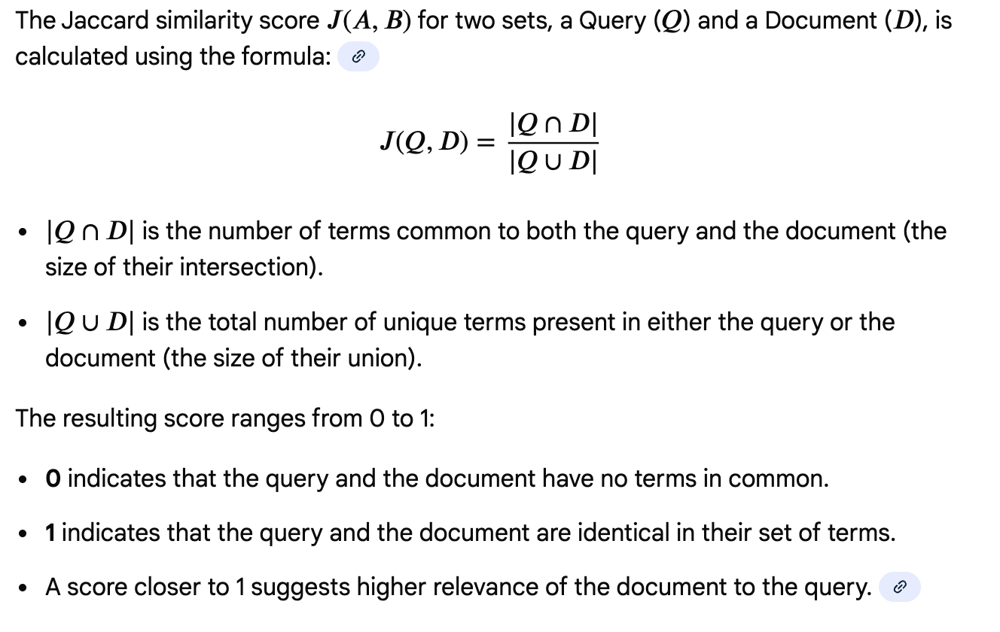 The Jaccard similarity score J(A, B) for two sets, a Query (Q) and a Document (D), is
calculated using the formula:
J(Q, D) = |Q ∩ D| / |Q ∪ D|
• |Q ∩ D| is the number of terms common to both the query and the document (the
size of their intersection).
• |Q ∪ D| is the total number of unique terms present in either the query or the
document (the size of their union).
The resulting score ranges from 0 to 1:
• 0 indicates that the query and the document have no terms in common.
• 1 indicates that the query and the document are identical in their set of terms.
• A score closer to 1 suggests higher relevance of the document to the query.